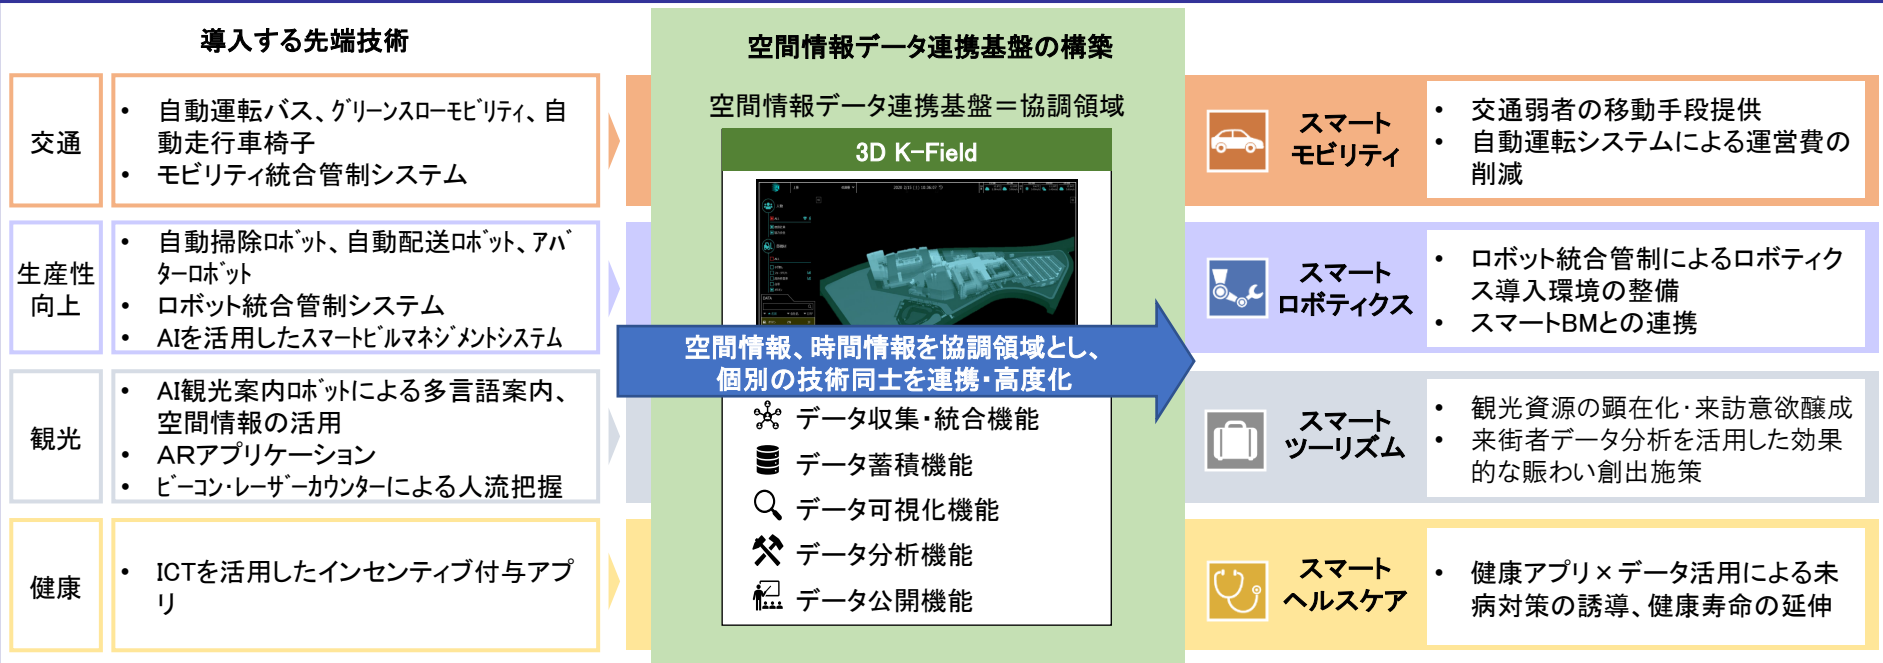 導入する先端技術
交通
• 自動運転バス、グリーンスローモビリティ、自
動走行車椅子
• モビリティ統合管制システム
生産性
向上
• 自動掃除ロボット、自動配送ロボット、アバ
ターロボット
• ロボット統合管制システム
• AIを活用したスマートビルマネジメントシステム
観光
• AI観光案内ロボットによる多言語案内、
空間情報の活用
• ARアプリケーション
• ビーコン・レーザーカウンターによる人流把握
健康
• ICTを活用したインセンティブ付与アプ
リ
空間情報データ連携基盤の構築
空間情報データ連携基盤＝協調領域
3D K-Field
DATA
空間情報、時間情報を協調領域とし、
個別の技術同士を連携・高度化
データ収集・統合機能
データ蓄積機能
データ可視化機能
データ分析機能
データ公開機能
スマート
モビリティ
• 交通弱者の移動手段提供
• 自動運転システムによる運営費の
削減
スマート
ロボティクス
• ロボット統合管制によるロボティク
ス導入環境の整備
• スマートBMとの連携
スマート
ツーリズム
• 観光資源の顕在化・来訪意欲醸成
• 来街者データ分析を活用した効果
的な賑わい創出施策
スマート
ヘルスケア
• 健康アプリ×データ活用による未
病対策の誘導、健康寿命の延伸